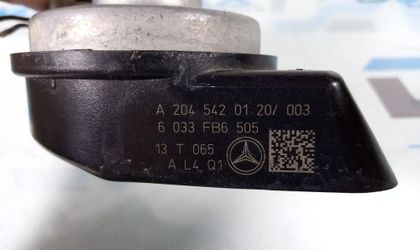 A 204 542 01 20/ 003
6 033 FB6 505
13 T 065
A L4 Q1